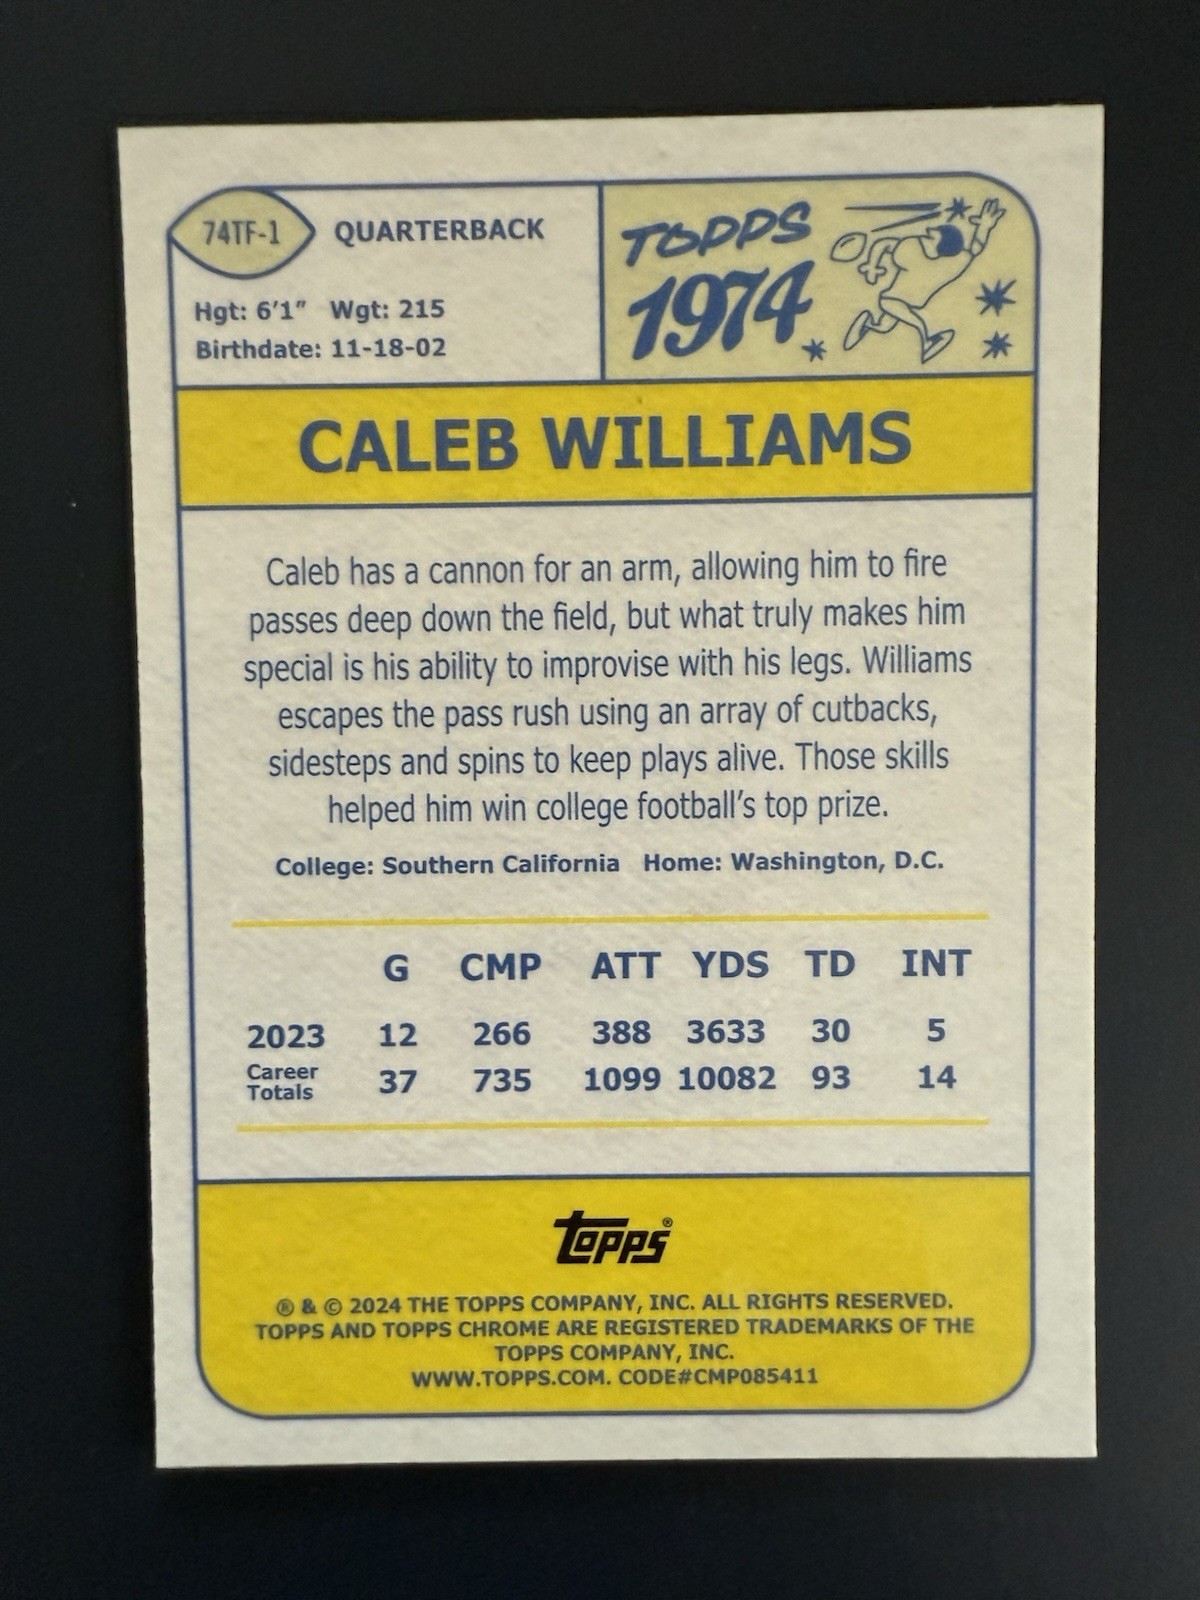 74TF-1 QUARTERBACK
Hgt: 6'1" Wgt: 215
Birthdate: 11-18-02
TOPPS
1974
CALEB WILLIAMS
Caleb has a cannon for an arm, allowing him to fire
passes deep down the field, but what truly makes him
special is his ability to improvise with his legs. Williams
escapes the pass rush using an array of cutbacks,
sidesteps and spins to keep plays alive. Those skills
helped him win college football's top prize.
College: Southern California Home: Washington, D.C.
G CMP ATT YDS TD INT
2023 12 266 388 3633 30 5
Career Totals 37 735 1099 10082 93 14
topps®
® & © 2024 THE TOPPS COMPANY, INC. ALL RIGHTS RESERVED.
TOPPS AND TOPPS CHROME ARE REGISTERED TRADEMARKS OF THE
TOPPS COMPANY, INC.
WWW.TOPPS.COM. CODE#CMP085411